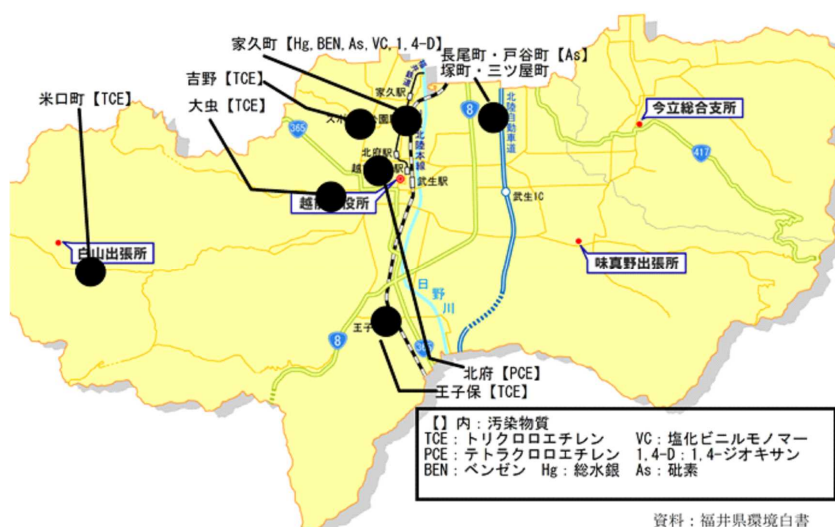 家久町【Hg,BEN,As,VC,1,4-D】
長尾町・戸谷町【As】
塚町・三ツ屋町
吉野【TCE】
米口町【TCE】
大虫【TCE】
家久駅
8
北陸自動車道
今立総合支所
365
北陸本線
417
北府駅
武生駅
武生IC
白山出張所
味真野出張所
日野川
王子
8
北府【PCE】
王子保【TCE】
【】内：汚染物質
TCE：トリクロロエチレン VC：塩化ビニルモノマー
PCE：テトラクロロエチレン 1,4-D：1,4-ジオキサン
BEN：ベンゼン Hg：総水銀 As：砒素
資料：福井県環境白書